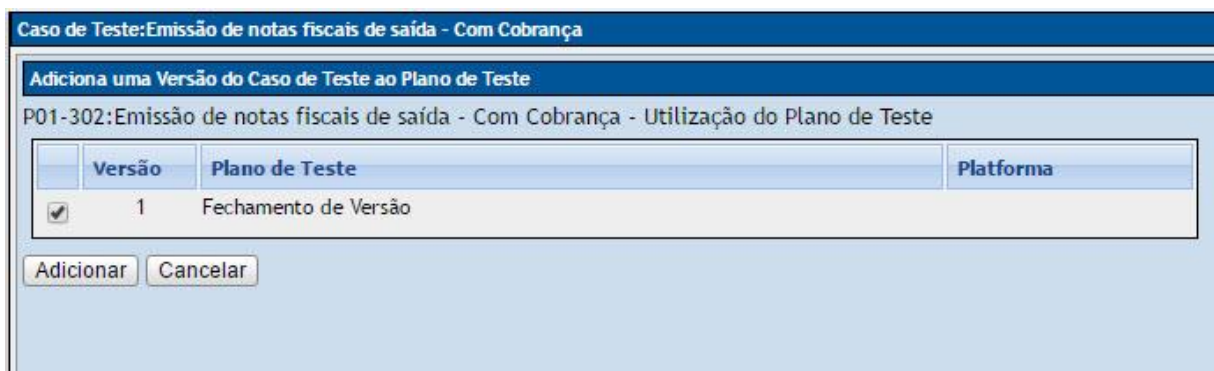 Caso de Teste:Emissão de notas fiscais de saída - Com Cobrança
Adiciona uma Versão do Caso de Teste ao Plano de Teste
P01-302:Emissão de notas fiscais de saída - Com Cobrança - Utilização do Plano de Teste
Versão Plano de Teste Platforma
1 Fechamento de Versão
Adicionar Cancelar